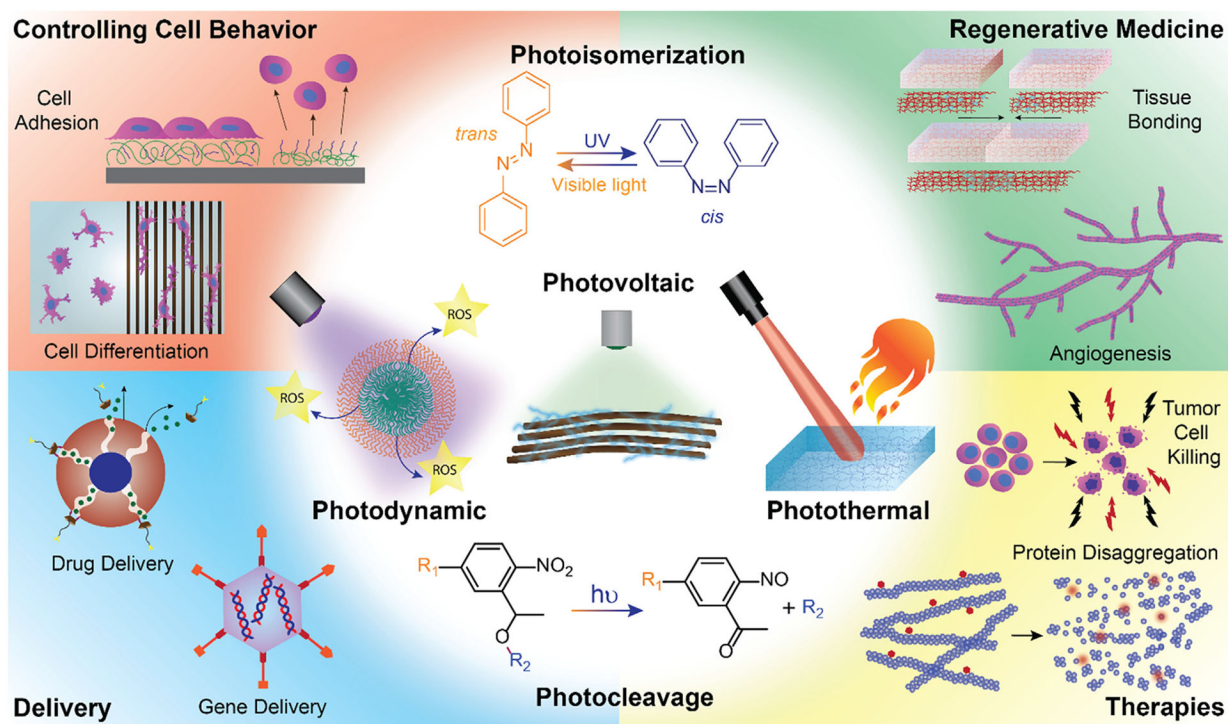 Controlling Cell Behavior
Cell
Adhesion
Cell Differentiation
Photoisomerization
trans
N
N
UV
Visible light
N=N
cis
Regenerative Medicine
Tissue
Bonding
Angiogenesis
Photovoltaic
ROS
ROS
ROS
Photodynamic
Photothermal
Drug Delivery
Gene Delivery
Delivery
R₁
NO₂
O
R₂
hυ
R₁
NO
O
+ R₂
Photocleavage
Tumor
Cell
Killing
Protein Disaggregation
Therapies